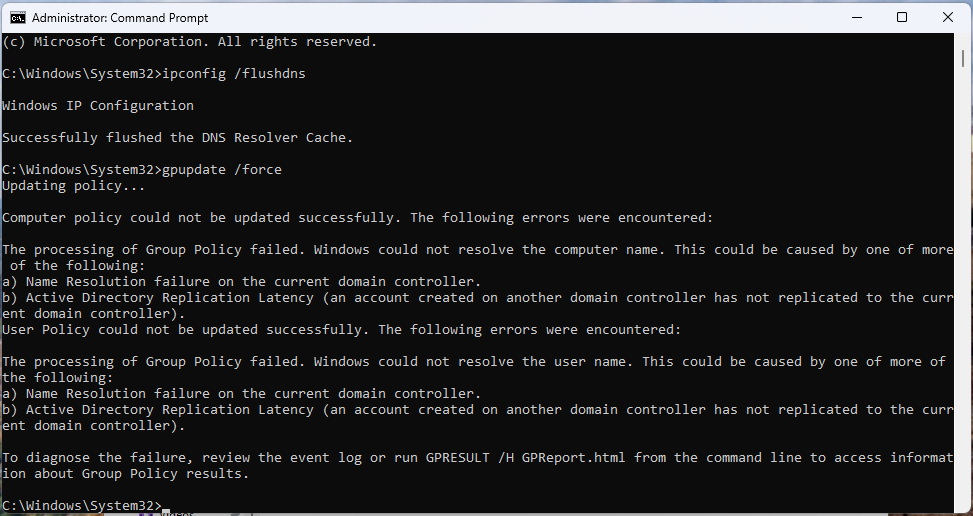 Administrator: Command Prompt
(c) Microsoft Corporation. All rights reserved.
C:\Windows\System32>ipconfig /flushdns
Windows IP Configuration
Successfully flushed the DNS Resolver Cache.
C:\Windows\System32>gpupdate /force
Updating policy...
Computer policy could not be updated successfully. The following errors were encountered:
The processing of Group Policy failed. Windows could not resolve the computer name. This could be caused by one of more
 of the following:
a) Name Resolution failure on the current domain controller.
b) Active Directory Replication Latency (an account created on another domain controller has not replicated to the curr
ent domain controller).
User Policy could not be updated successfully. The following errors were encountered:
The processing of Group Policy failed. Windows could not resolve the user name. This could be caused by one of more of
the following:
a) Name Resolution failure on the current domain controller.
b) Active Directory Replication Latency (an account created on another domain controller has not replicated to the curr
ent domain controller).
To diagnose the failure, review the event log or run GPRESULT /H GPReport.html from the command line to access informat
ion about Group Policy results.
C:\Windows\System32>